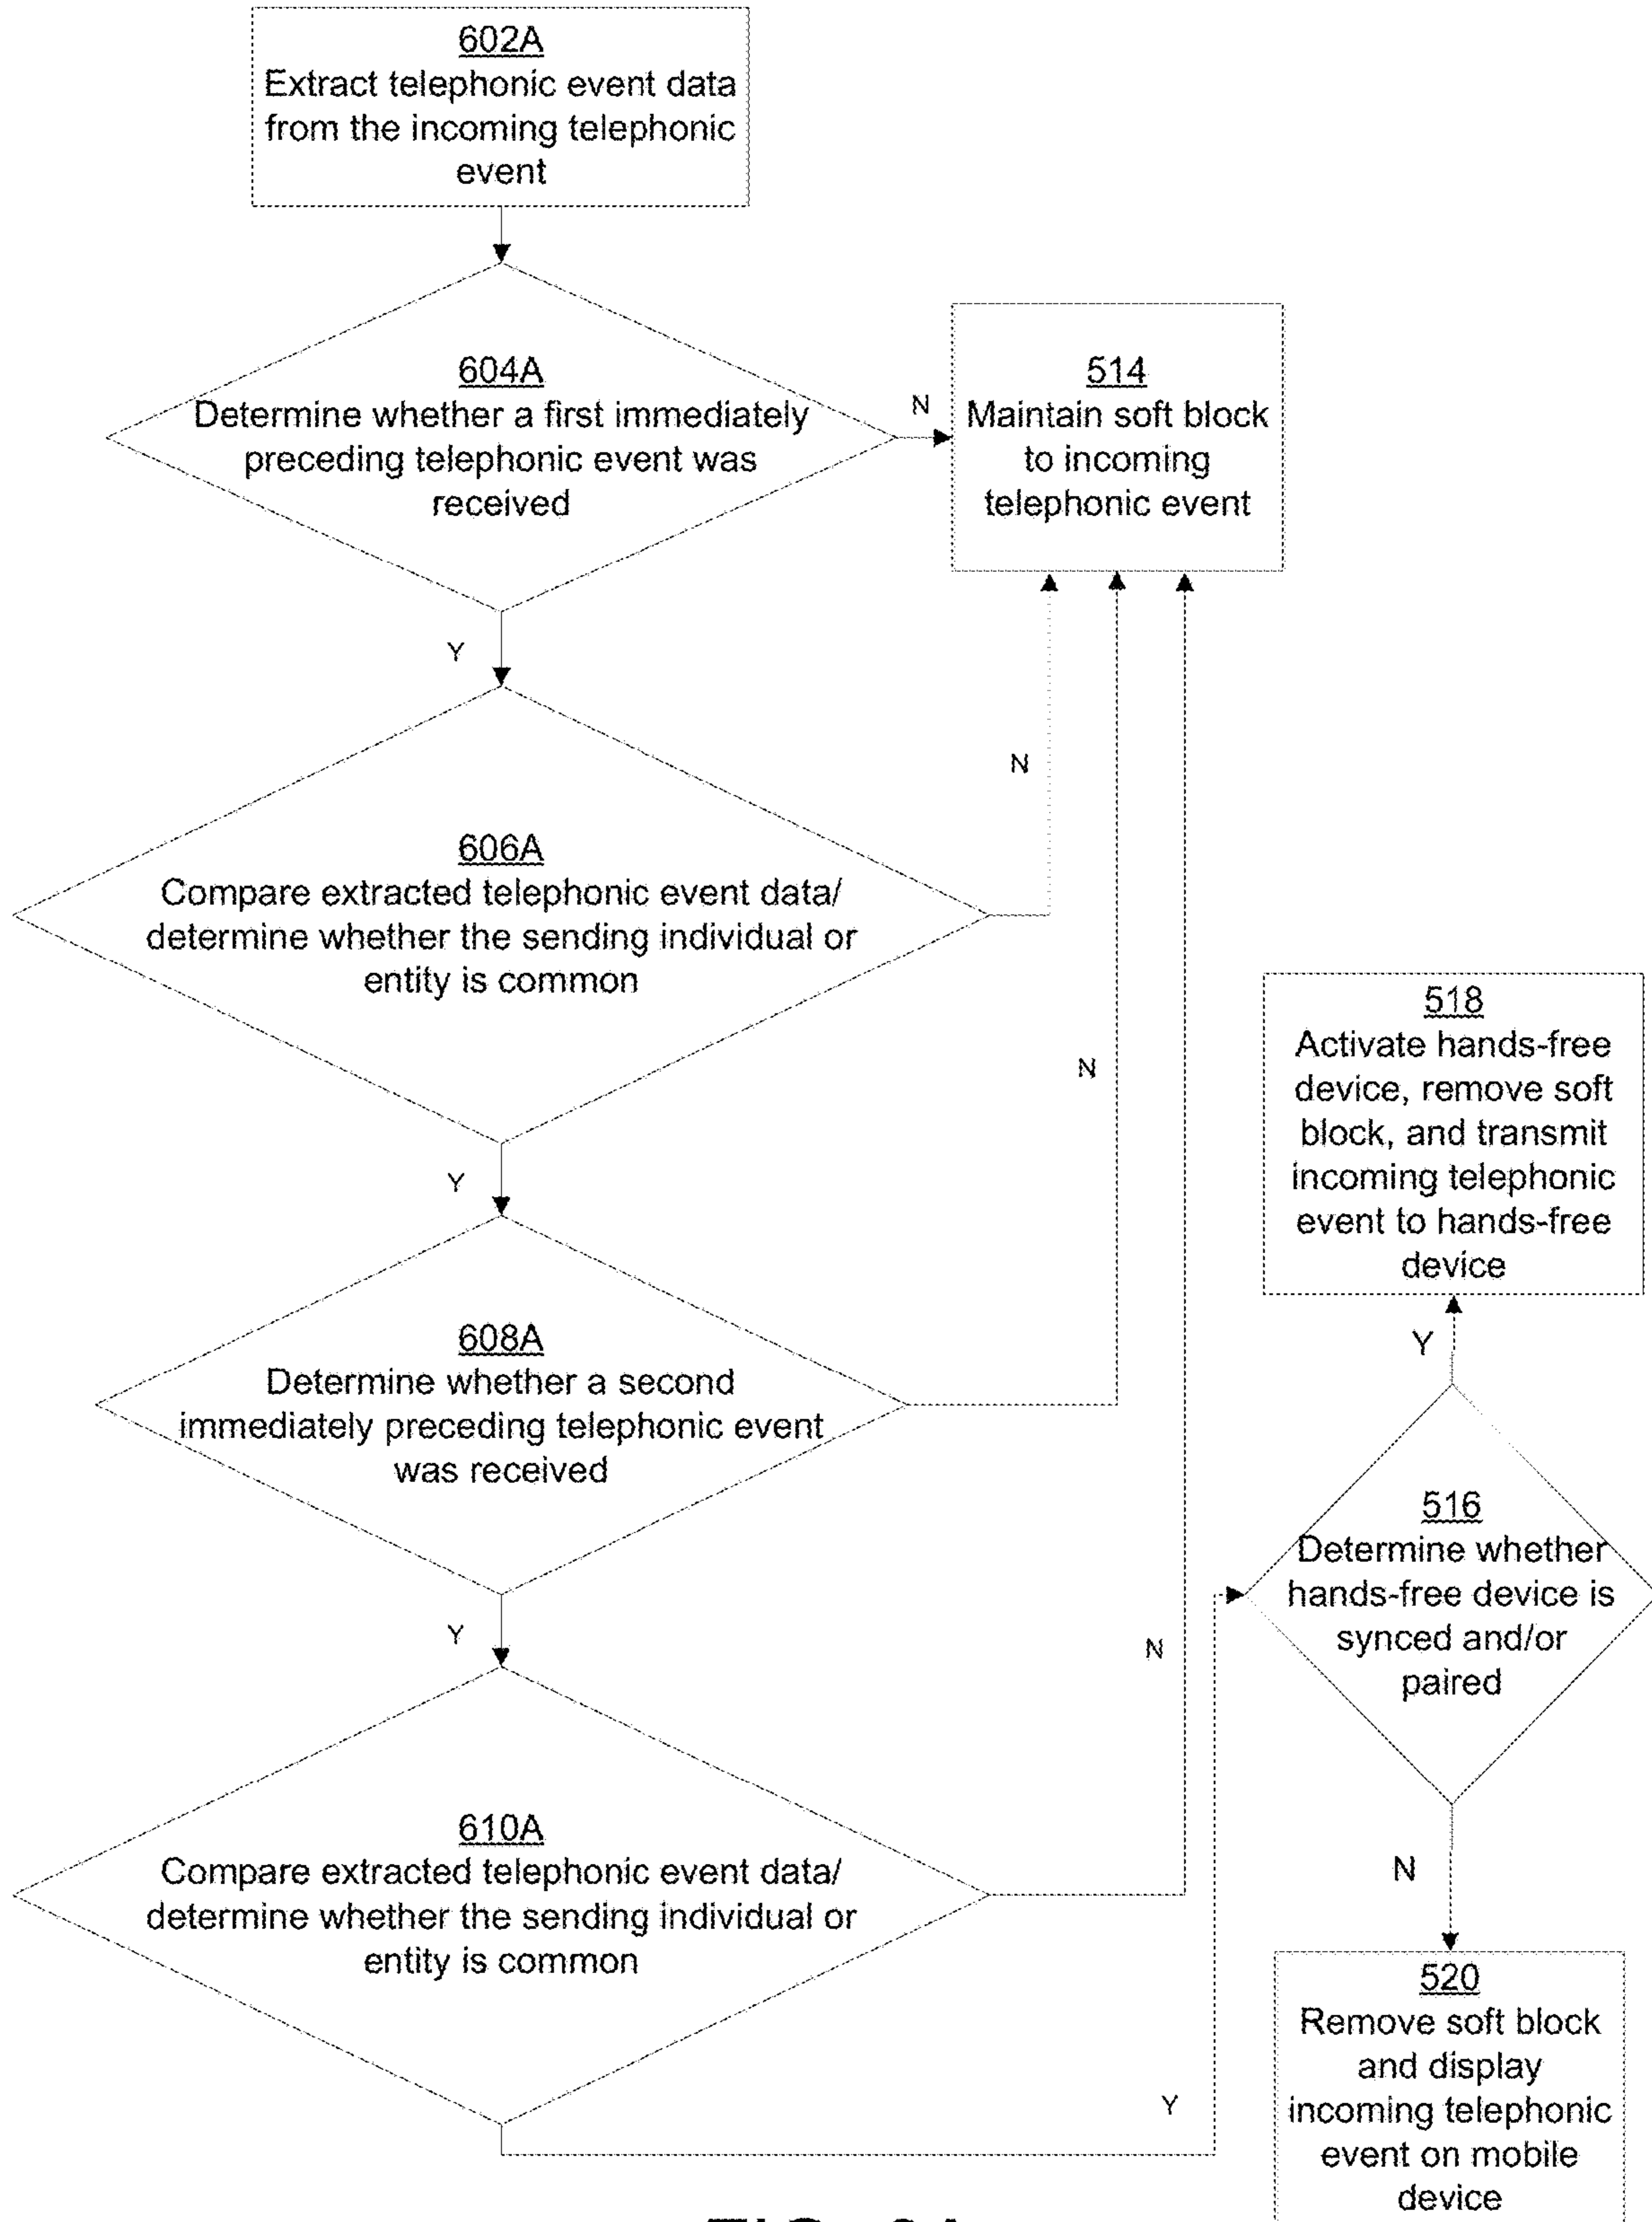 602A
Extract telephonic event data
from the incoming telephonic
event
604A
Determine whether a first immediately
preceding telephonic event was
received
N
514
Maintain soft block
to incoming
telephonic event
Y
606A
Compare extracted telephonic event data/
determine whether the sending individual or
entity is common
N
Y
608A
Determine whether a second
immediately preceding telephonic event
was received
N
Y
610A
Compare extracted telephonic event data/
determine whether the sending individual or
entity is common
N
Y
518
Activate hands-free
device, remove soft
block, and transmit
incoming telephonic
event to hands-free
device
Y
516
Determine whether
hands-free device is
synced and/or
paired
N
520
Remove soft block
and display
incoming telephonic
event on mobile
device